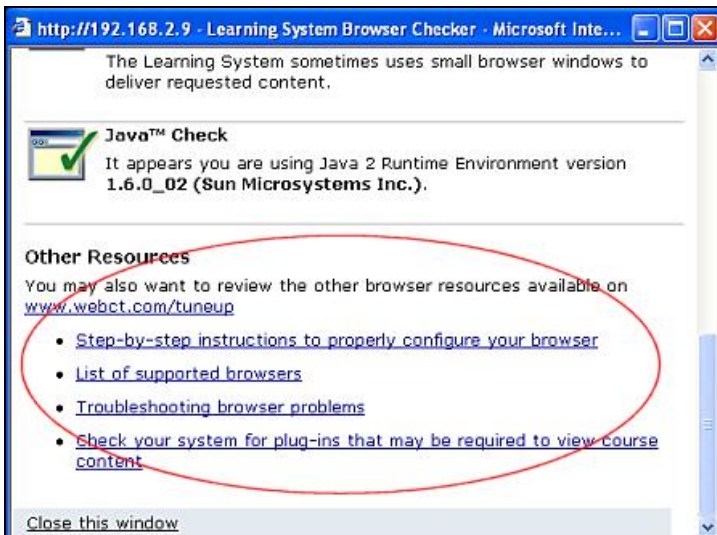 http://192.168.2.9 - Learning System Browser Checker - Microsoft Inte...
The Learning System sometimes uses small browser windows to
deliver requested content.
Java™ Check
It appears you are using Java 2 Runtime Environment version
1.6.0_02 (Sun Microsystems Inc.).
Other Resources
You may also want to review the other browser resources available on
www.webct.com/tuneup
• Step-by-step instructions to properly configure your browser
• List of supported browsers
• Troubleshooting browser problems
• Check your system for plug-ins that may be required to view course
content
Close this window